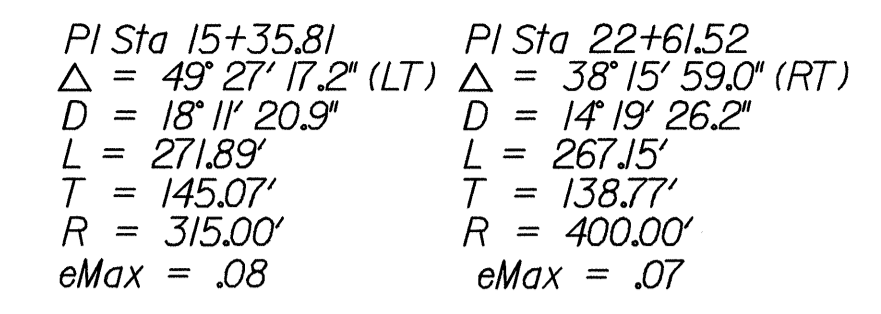 PI Sta 15+35.81
Δ = 49° 27' 17.2" (LT)
D = 18° 11' 20.9"
L = 271.89'
T = 145.07'
R = 315.00'
eMax = .08
PI Sta 22+61.52
Δ = 38° 15' 59.0" (RT)
D = 14° 19' 26.2"
L = 267.15'
T = 138.77'
R = 400.00'
eMax = .07